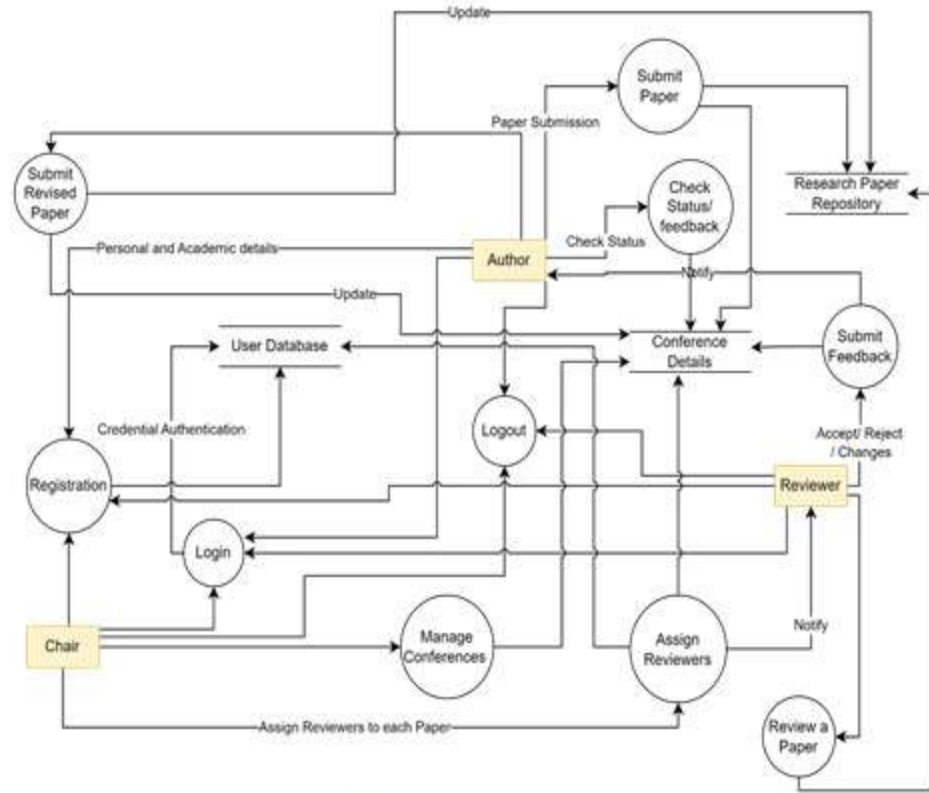 Update
Submit
Paper
Paper Submission
Submit
Revised
Paper
Check
Status/
feedback
Research Paper
Repository
Check Status
Personal and Academic details
Author
Notify
Update
User Database
Conference
Details
Submit
Feedback
Credential Authentication
Logout
Accept/ Reject
/ Changes
Registration
Reviewer
Login
Chair
Manage
Conferences
Assign
Reviewers
Notify
Assign Reviewers to each Paper
Review a
Paper